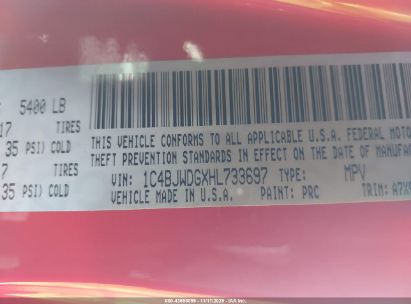 5400 LB
17 TIRES
35 PSI) COLD
7 TIRES
35 PSI) COLD
THIS VEHICLE CONFORMS TO ALL APPLICABLE U.S.A. FEDERAL MOTOR
THEFT PREVENTION STANDARDS IN EFFECT ON THE DATE OF MANUFAC
VIN: 1C4BJWDGXHL733697 TYPE: MPV
VEHICLE MADE IN U.S.A. PAINT: PRC TRIM: A7X9